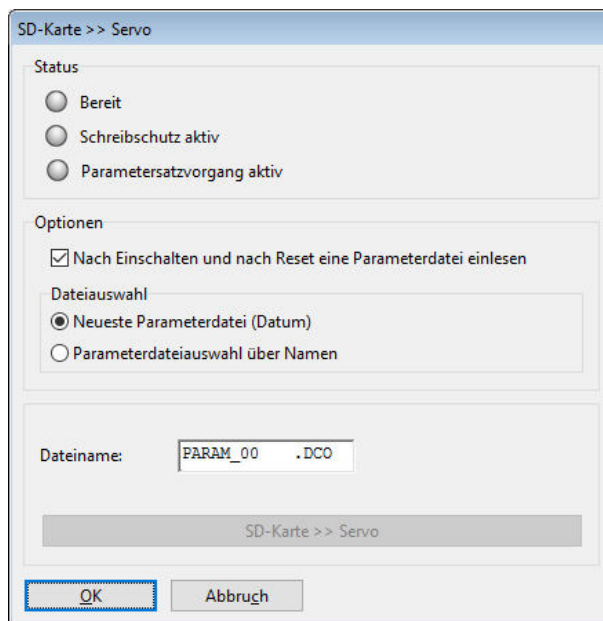 SD-Karte >> Servo
Status
Bereit
Schreibschutz aktiv
Parametersatzvorgang aktiv
Optionen
Nach Einschalten und nach Reset eine Parameterdatei einlesen
Dateiauswahl
Neueste Parameterdatei (Datum)
Parameterdateiauswahl über Namen
Dateiname: PARAM_00 .DCO
SD-Karte >> Servo
OK Abbruch